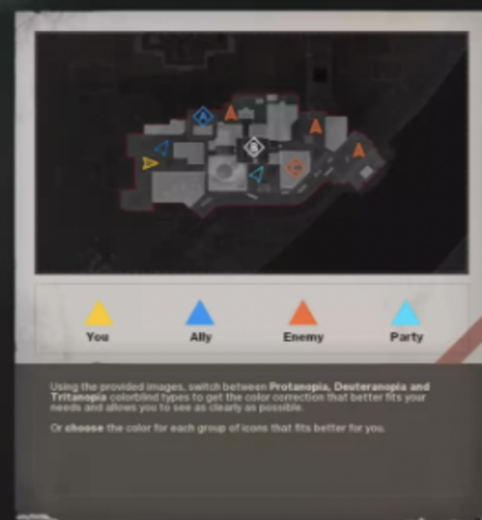 A
B
C
You
Ally
Enemy
Party
Using the provided images, switch between Protanopia, Deuteranopia and
Tritanopia colorblind types to get the color correction that better fits your
needs and allows you to see as clearly as possible.
Or choose the color for each group of icons that fits better for you.